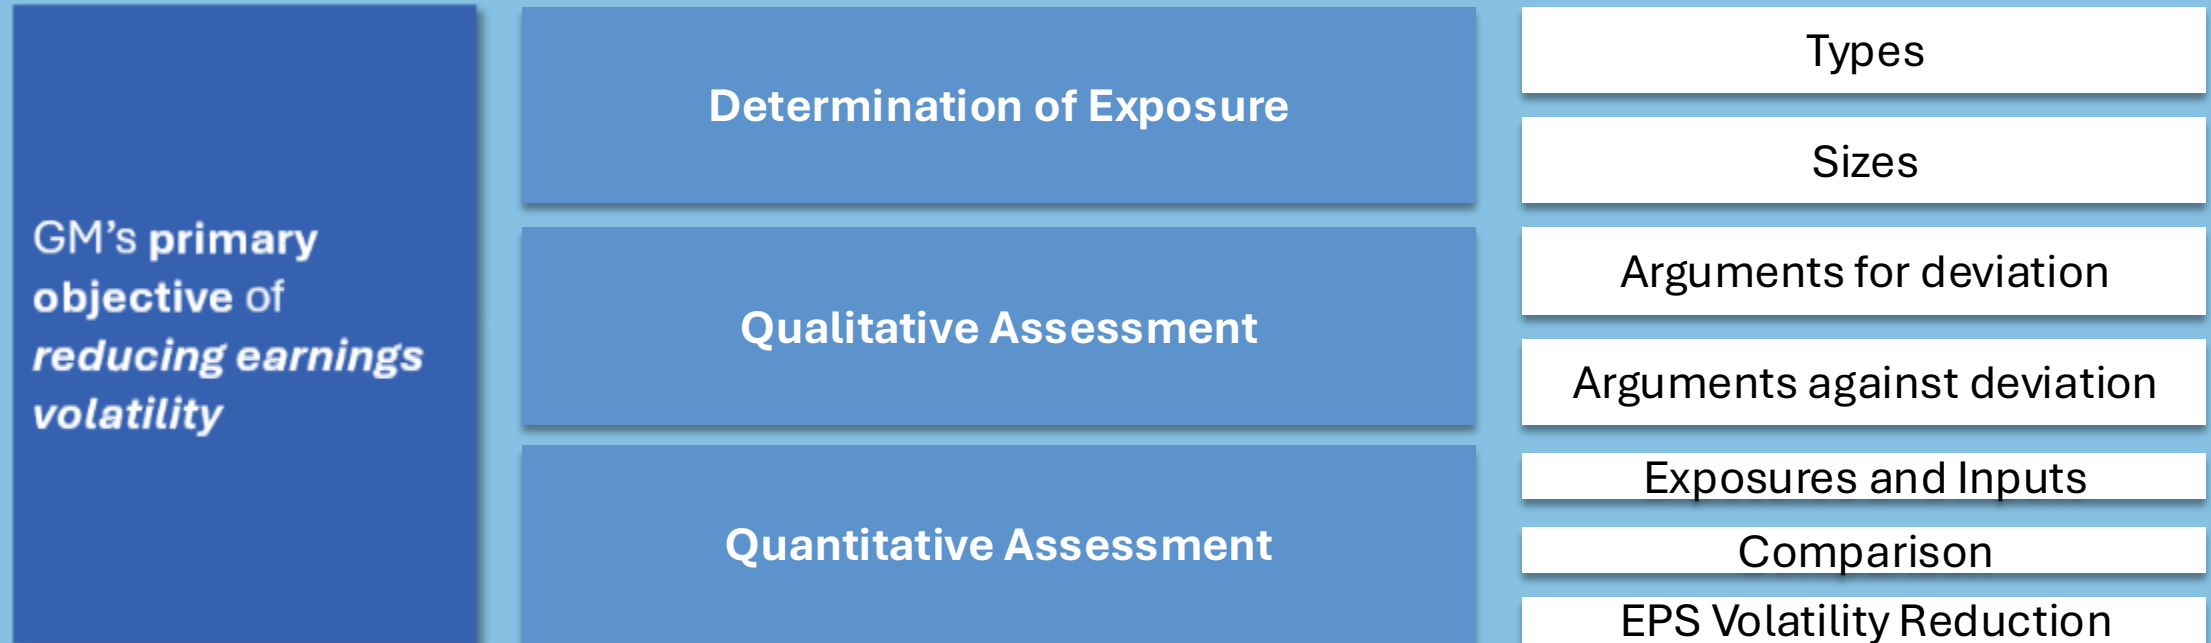 GM’s primary
objective of
reducing earnings
volatility
Determination of Exposure
Types
Sizes
Qualitative Assessment
Arguments for deviation
Arguments against deviation
Quantitative Assessment
Exposures and Inputs
Comparison
EPS Volatility Reduction